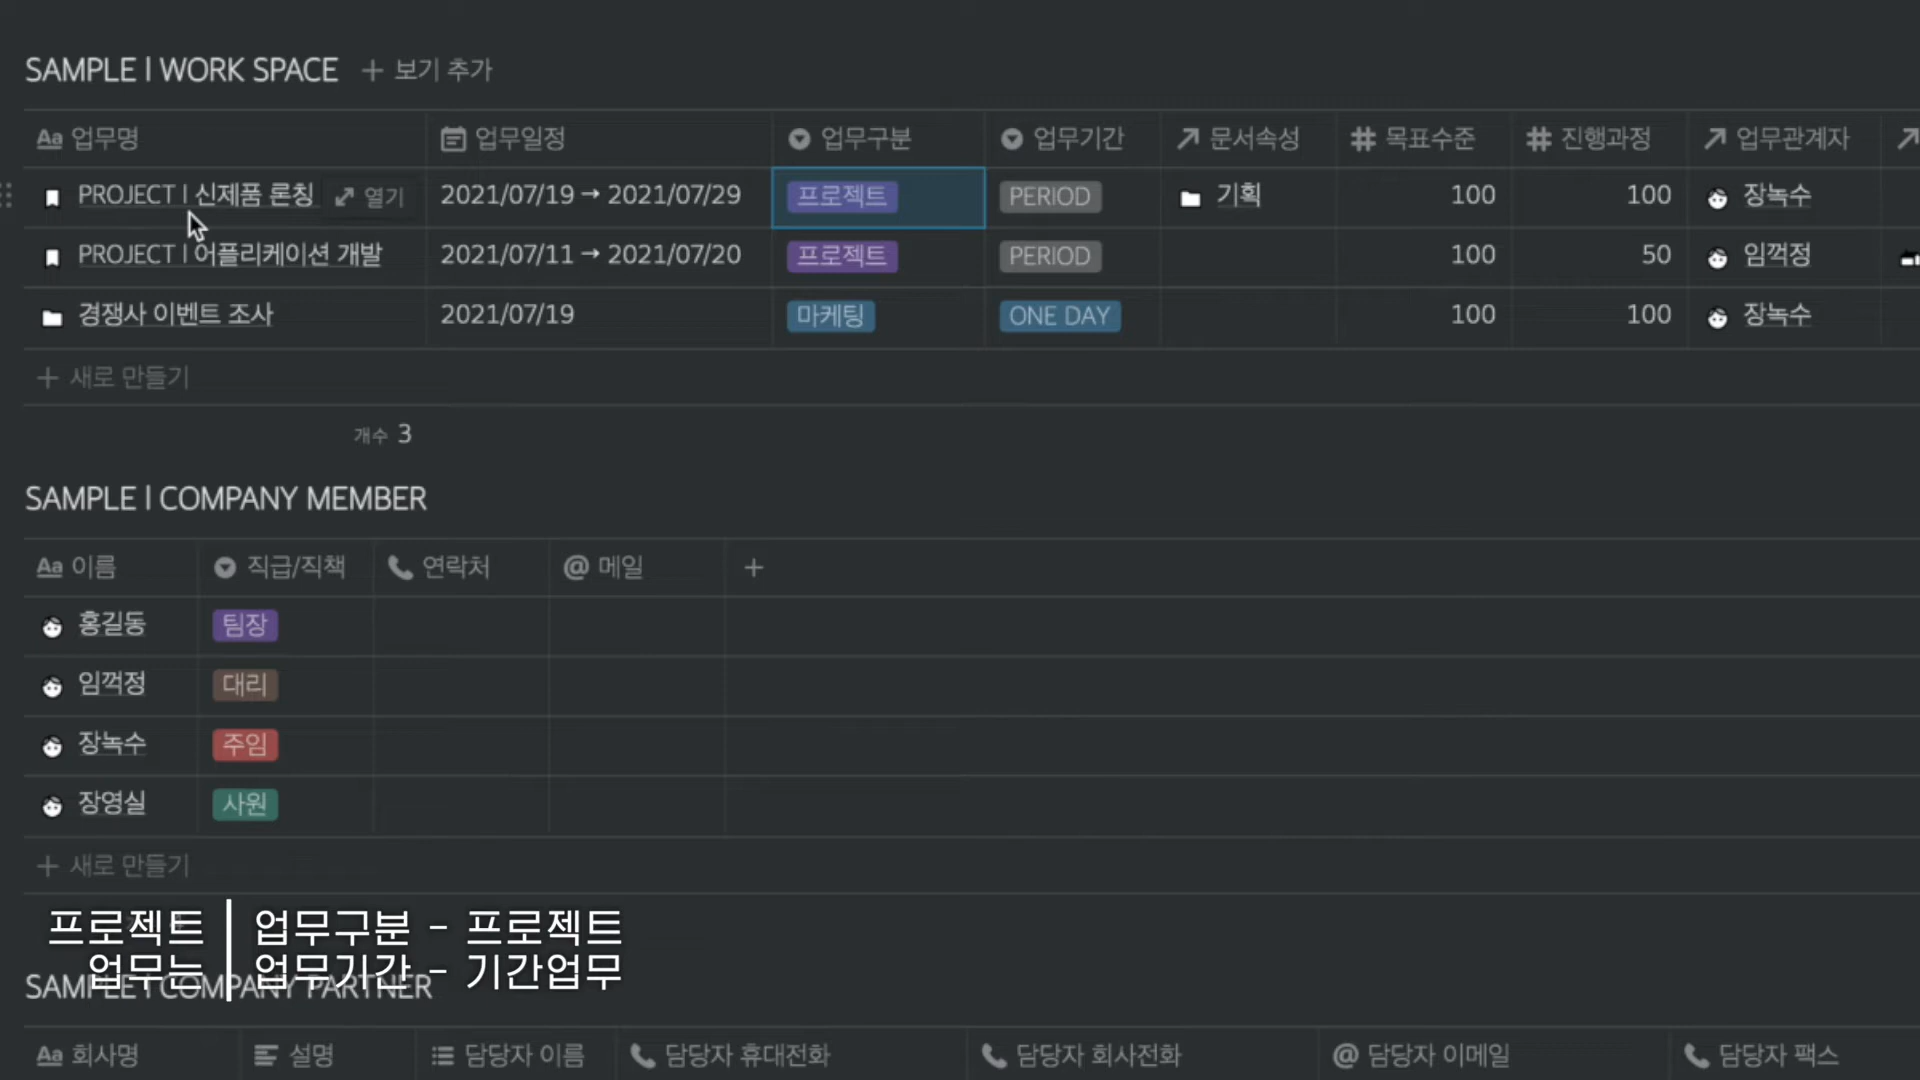 SAMPLE | WORK SPACE + 보기 추가
Aa 업무명 업무일정 업무구분 업무기간 문서속성 # 목표수준 # 진행과정 업무관계자
PROJECT | 신제품 론칭 열기 2021/07/19 → 2021/07/29 프로젝트 PERIOD 기획 100 100 장녹수
PROJECT | 어플리케이션 개발 2021/07/11 → 2021/07/20 프로젝트 PERIOD 100 50 임꺽정
경쟁사 이벤트 조사 2021/07/19 마케팅 ONE DAY 100 100 장녹수
+ 새로 만들기
개수 3
SAMPLE | COMPANY MEMBER
Aa 이름 직급/직책 연락처 @ 메일 +
홍길동 팀장
임꺽정 대리
장녹수 주임
장영실 사원
+ 새로 만들기
프로젝트 | 업무구분 - 프로젝트
업무는 | 업무기간 - 기간업무
SAMPLE | COMPANY PARTNER
Aa 회사명 설명 담당자 이름 담당자 휴대전화 담당자 회사전화 @ 담당자 이메일 담당자 팩스